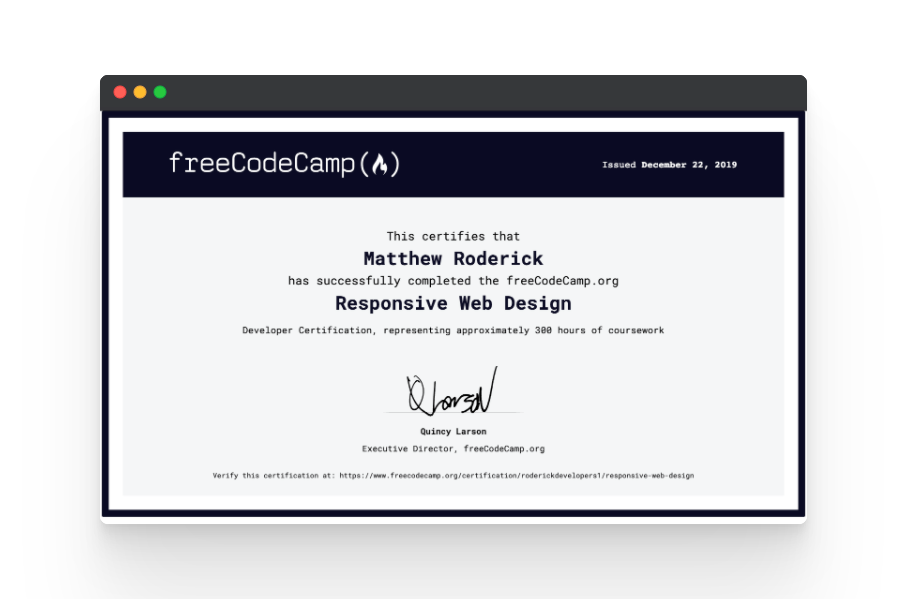 freeCodeCamp(🔥)
Issued December 22, 2019
This certifies that
Matthew Roderick
has successfully completed the freeCodeCamp.org
Responsive Web Design
Developer Certification, representing approximately 300 hours of coursework
Q Larson
Quincy Larson
Executive Director, freeCodeCamp.org
Verify this certification at: https://www.freecodecamp.org/certification/roderickdevelopers1/responsive-web-design